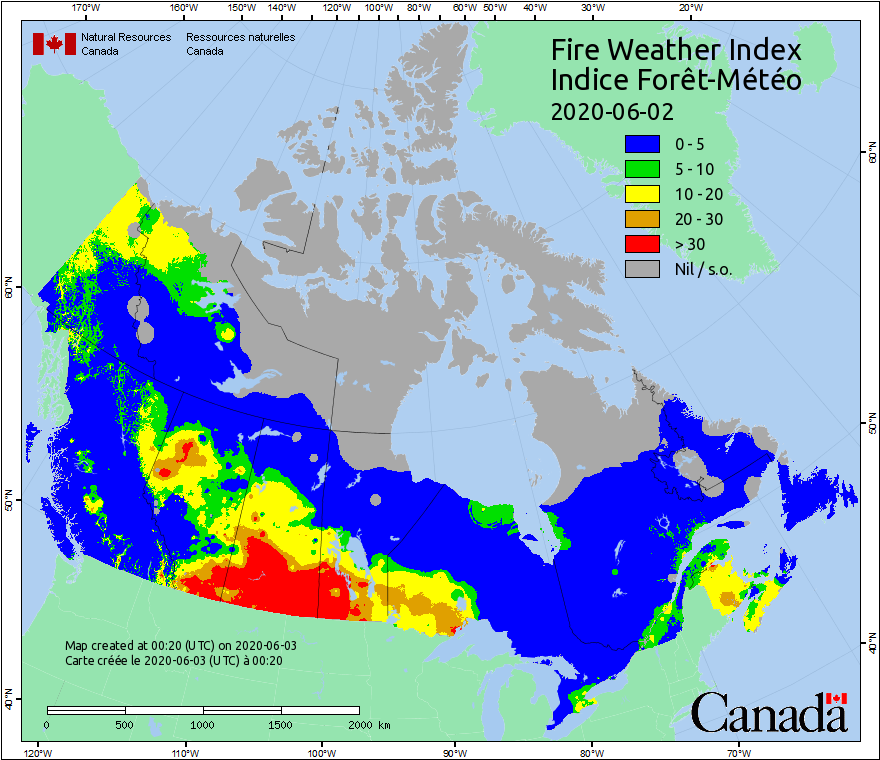 170°W 160°W 150°W 140°W 120°W 100°W 80°W 60°W 50°W 40°W 30°W 20°W
Natural Resources Ressources naturelles
Canada Canada
Fire Weather Index
Indice Forêt-Météo
2020-06-02
0 - 5
5 - 10
10 - 20
20 - 30
> 30
Nil / s.o.
60°N
60°N
50°N
50°N
40°N
40°N
Map created at 00:20 (UTC) on 2020-06-03
Carte créée le 2020-06-03 (UTC) à 00:20
0 500 1000 1500 2000 km
Canada
120°W 110°W 100°W 90°W 80°W 70°W